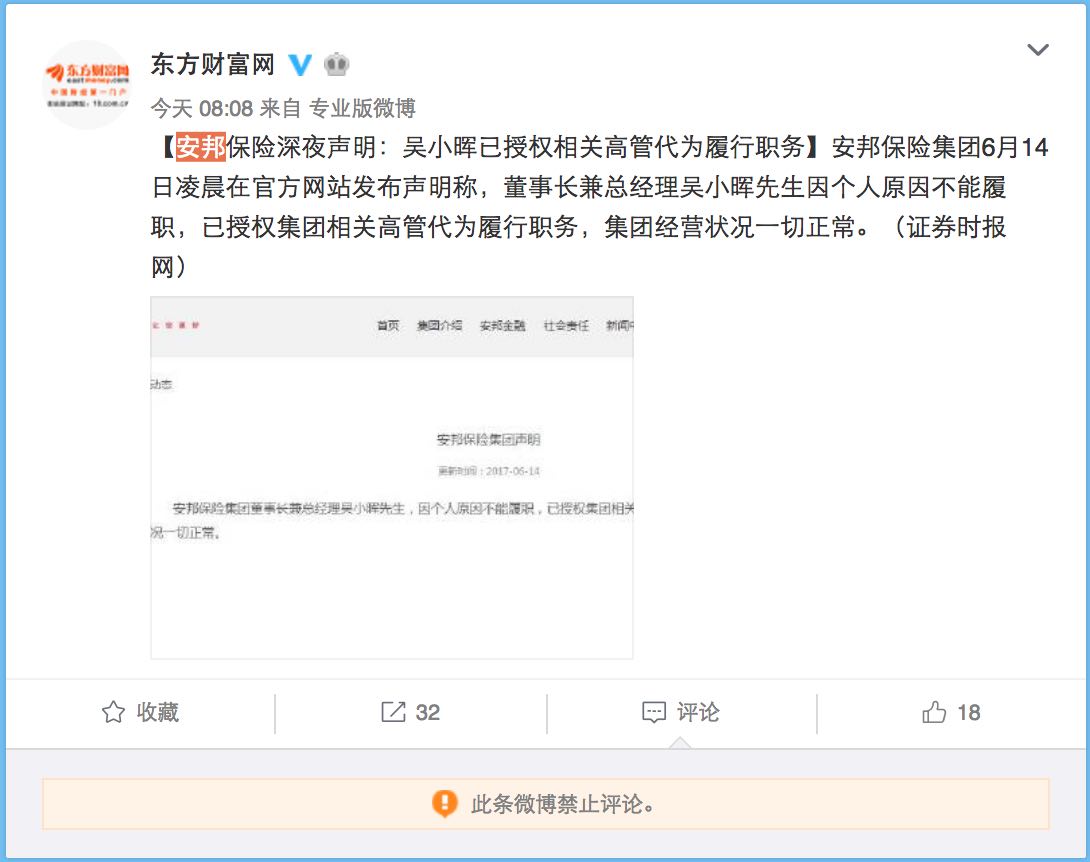 东方财富网
东方财富网
eastmoney.com
中国财经第一门户
今天 08:08 来自 专业版微博
【安邦保险深夜声明：吴小晖已授权相关高管代为履行职务】安邦保险集团6月14
日凌晨在官方网站发布声明称，董事长兼总经理吴小晖先生因个人原因不能履
职，已授权集团相关高管代为履行职务，集团经营状况一切正常。（证券时报
网）
首页 集团介绍 安邦金融 社会责任 新闻中
动态
安邦保险集团声明
更新时间：2017-06-14
安邦保险集团董事长兼总经理吴小晖先生，因个人原因不能履职，已授权集团相关
况一切正常。
收藏
32
评论
18
此条微博禁止评论。